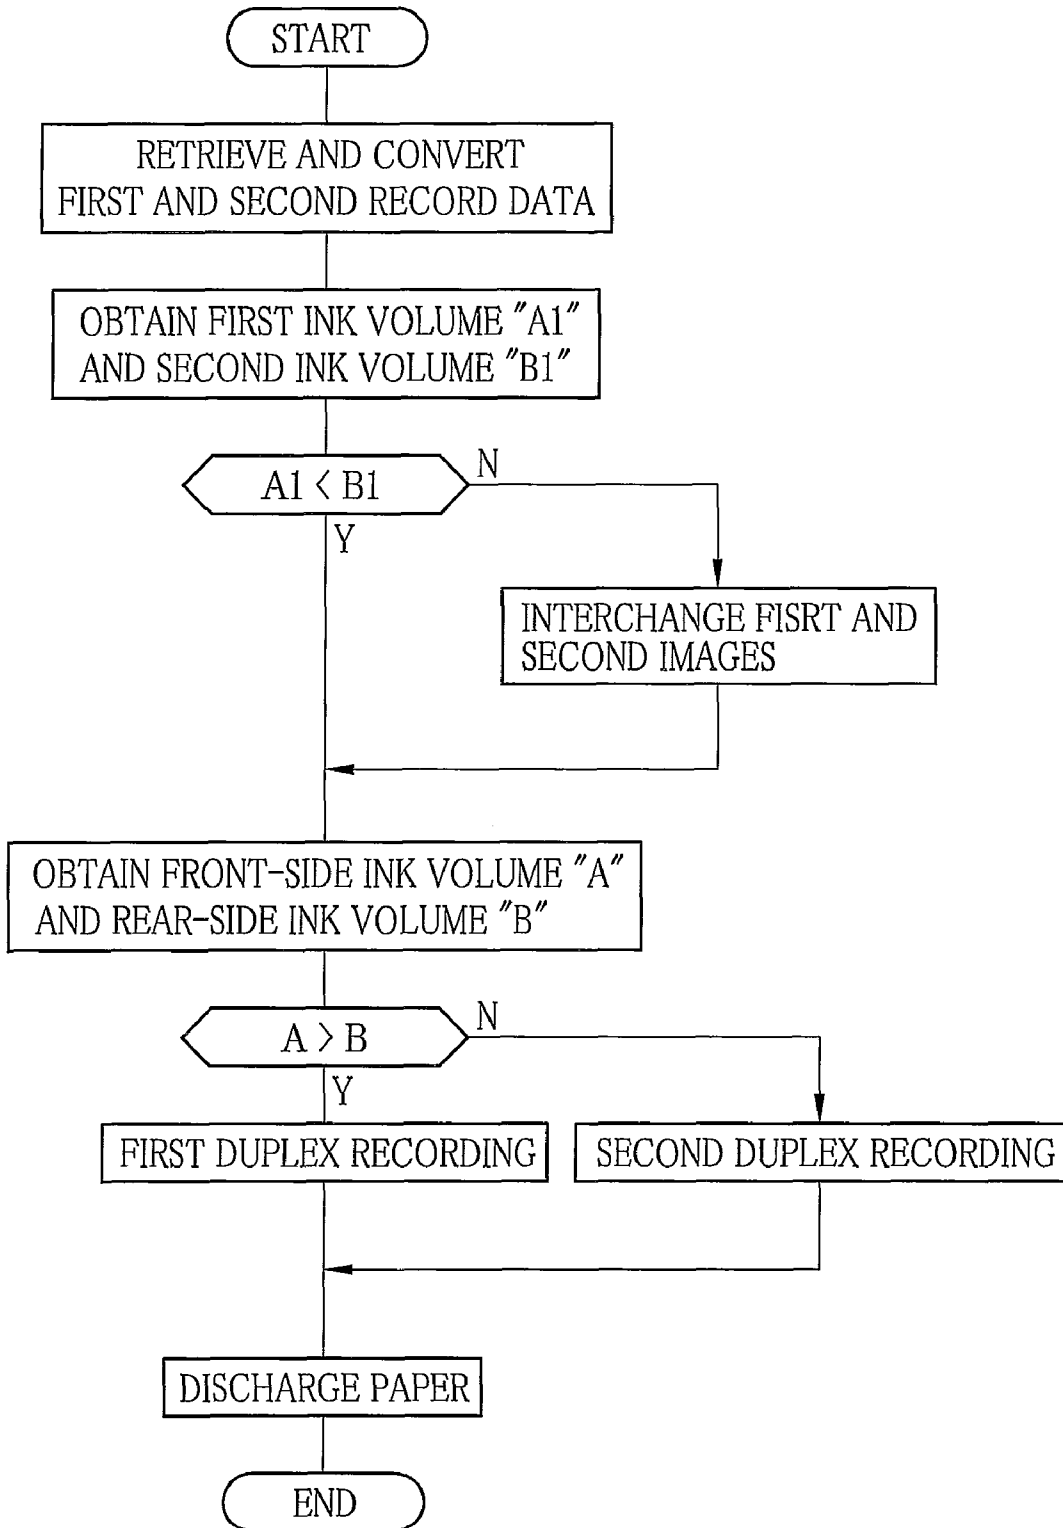 START
RETRIEVE AND CONVERT
FIRST AND SECOND RECORD DATA
OBTAIN FIRST INK VOLUME "A1"
AND SECOND INK VOLUME "B1"
A1 < B1
N
Y
INTERCHANGE FISRT AND
SECOND IMAGES
OBTAIN FRONT-SIDE INK VOLUME "A"
AND REAR-SIDE INK VOLUME "B"
A > B
N
Y
FIRST DUPLEX RECORDING
SECOND DUPLEX RECORDING
DISCHARGE PAPER
END